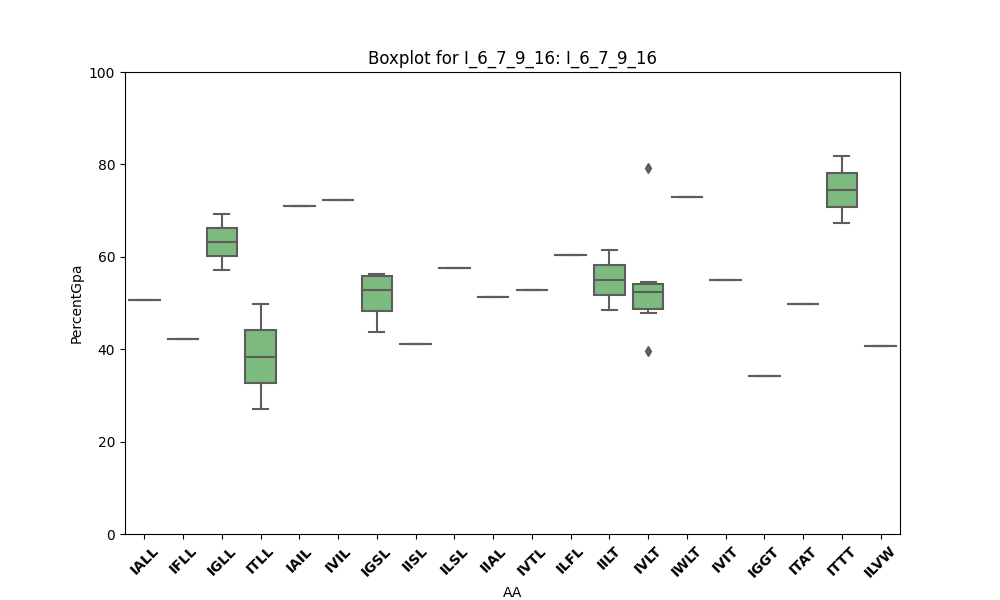 Boxplot for I_6_7_9_16: I_6_7_9_16
100
80
60
40
20
0
PercentGpa
IALL
IFLL
IGLL
ITLL
IAIL
IVIL
IGSL
IISL
ILSL
IIAL
IVTL
ILFL
IILT
IVLT
IWLT
IVIT
IGGT
ITAT
ITTT
ILVW
AA